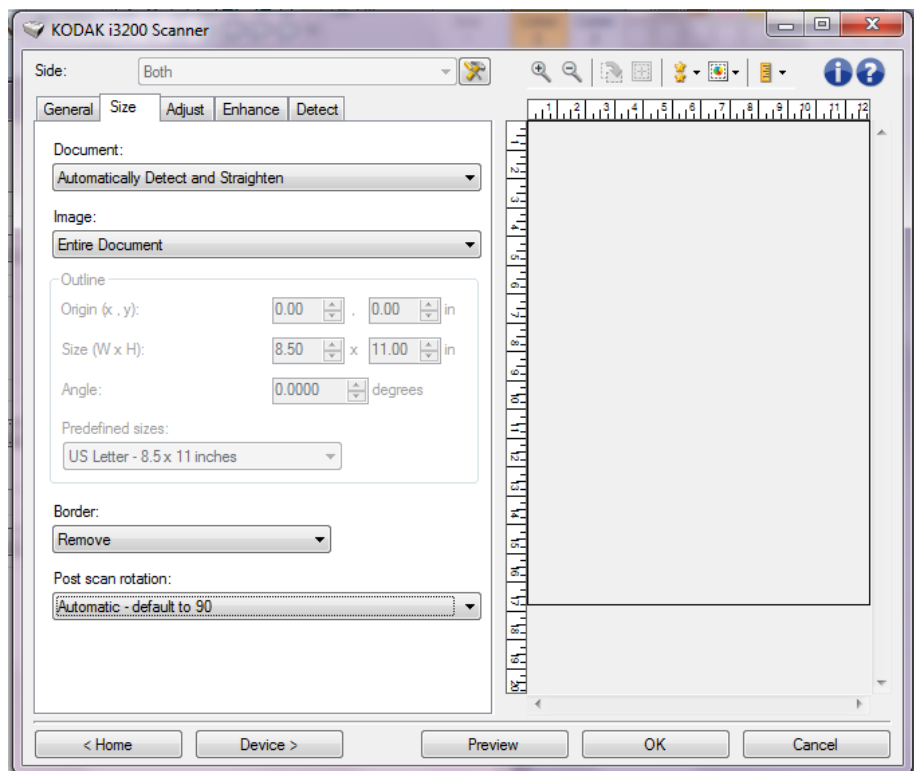 KODAK i3200 Scanner
Side: Both
General Size Adjust Enhance Detect
Document:
Automatically Detect and Straighten
Image:
Entire Document
Outline
Origin (x , y): 0.00 , 0.00 in
Size (W x H): 8.50 x 11.00 in
Angle: 0.0000 degrees
Predefined sizes:
US Letter - 8.5 x 11 inches
Border:
Remove
Post scan rotation:
Automatic - default to 90
1 2 3 4 5 6 7 8 9 10 11 12
1
2
3
4
5
6
7
8
9
10
11
12
13
14
15
16
17
18
19
20
< Home Device > Preview OK Cancel